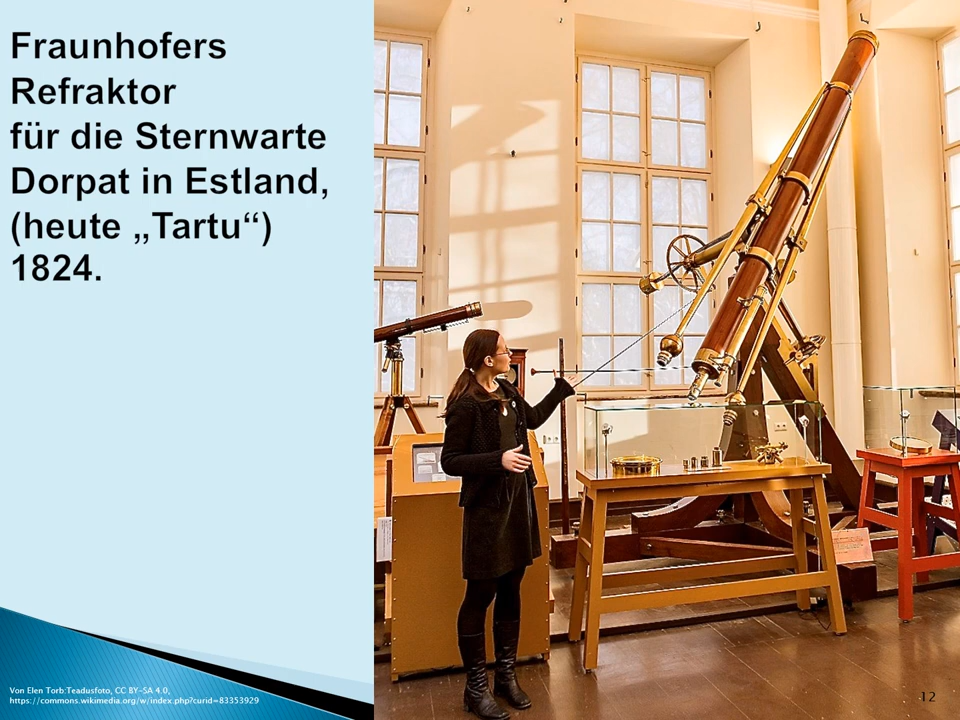 Fraunhofers
Refraktor
für die Sternwarte
Dorpat in Estland,
(heute „Tartu“)
1824.
Von Elen Torb:Teadusfoto, CC BY-SA 4.0,
https://commons.wikimedia.org/w/index.php?curid=83353929
12